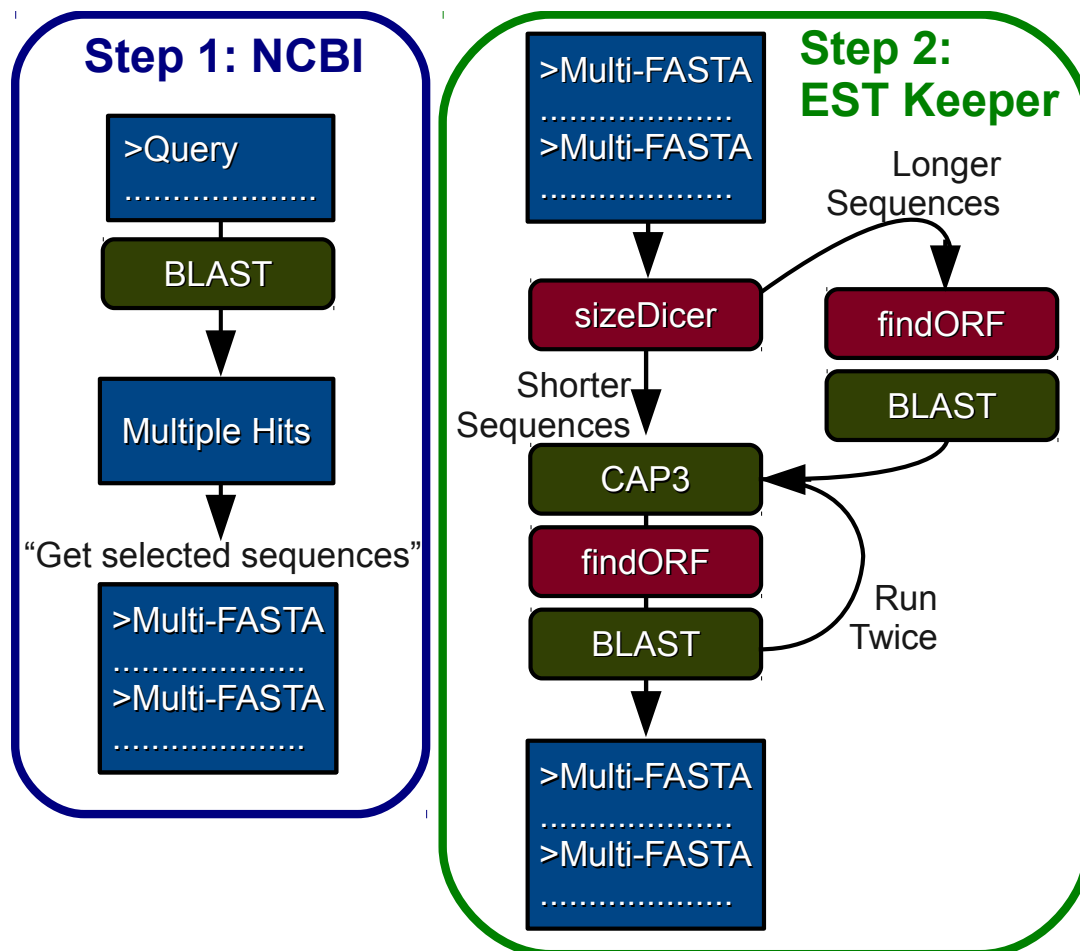 Step 1: NCBI
>Query
....................
BLAST
Multiple Hits
“Get selected sequences”
>Multi-FASTA
....................
>Multi-FASTA
....................
Step 2:
EST Keeper
>Multi-FASTA
....................
>Multi-FASTA
....................
sizeDicer
Longer
Sequences
findORF
BLAST
Shorter
Sequences
CAP3
findORF
BLAST
Run
Twice
>Multi-FASTA
....................
>Multi-FASTA
....................